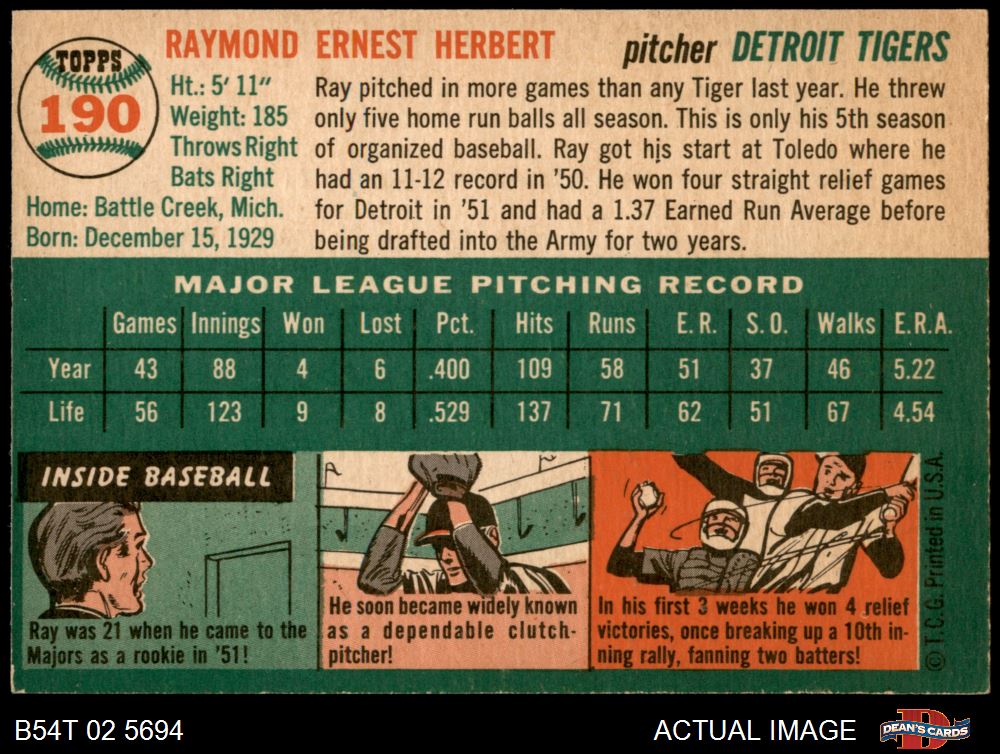 TOPPS
190
RAYMOND ERNEST HERBERT
pitcher DETROIT TIGERS
Ht.: 5' 11"
Weight: 185
Throws Right
Bats Right
Home: Battle Creek, Mich.
Born: December 15, 1929
Ray pitched in more games than any Tiger last year. He threw
only five home run balls all season. This is only his 5th season
of organized baseball. Ray got his start at Toledo where he
had an 11-12 record in '50. He won four straight relief games
for Detroit in '51 and had a 1.37 Earned Run Average before
being drafted into the Army for two years.
MAJOR LEAGUE PITCHING RECORD
Games Innings Won Lost Pct. Hits Runs E. R. S. O. Walks E.R.A.
Year 43 88 4 6 .400 109 58 51 37 46 5.22
Life 56 123 9 8 .529 137 71 62 51 67 4.54
INSIDE BASEBALL
Ray was 21 when he came to the
Majors as a rookie in '51!
A
He soon became widely known
as a dependable clutch-
pitcher!
In his first 3 weeks he won 4 relief
victories, once breaking up a 10th in-
ning rally, fanning two batters!
© T.C.G. Printed in U.S.A.
B54T 02 5694
ACTUAL IMAGE
DEAN'S CARDS